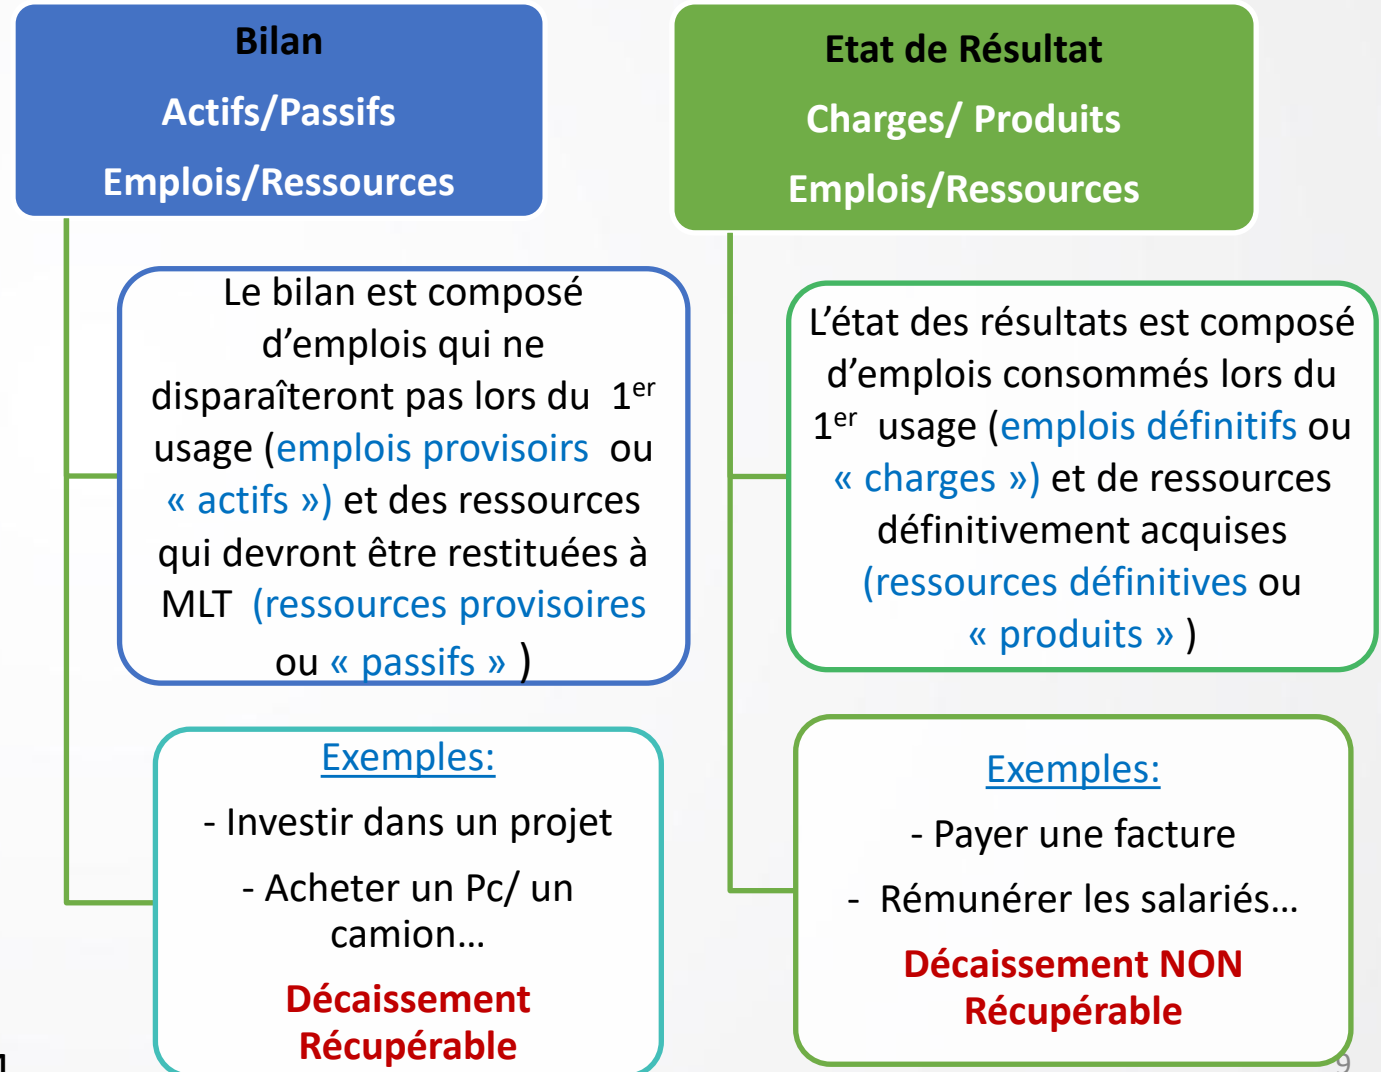 Bilan
Actifs/Passifs
Emplois/Ressources
Le bilan est composé
d’emplois qui ne
disparaîteront pas lors du 1er
usage (emplois provisoirs ou
« actifs ») et des ressources
qui devront être restituées à
MLT (ressources provisoires
ou « passifs » )
Exemples:
- Investir dans un projet
- Acheter un Pc/ un
camion…
Décaissement
Récupérable
Etat de Résultat
Charges/ Produits
Emplois/Ressources
L’état des résultats est composé
d’emplois consommés lors du
1er usage (emplois définitifs ou
« charges ») et de ressources
définitivement acquises
(ressources définitives ou
« produits » )
Exemples:
- Payer une facture
- Rémunérer les salariés…
Décaissement NON
Récupérable
9